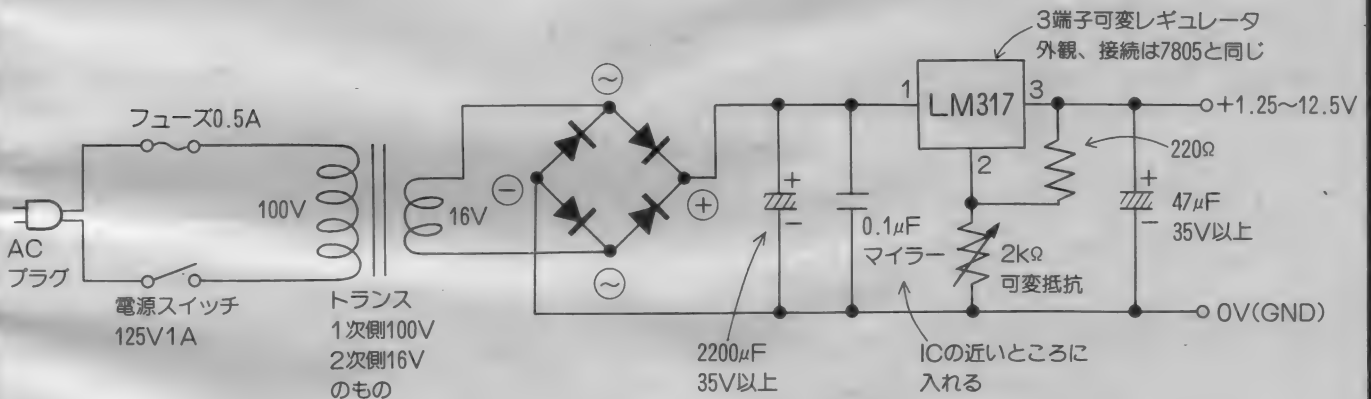 3端子可変レギュレータ
外観、接続は7805と同じ
フューズ0.5A
100V
16V
AC
プラグ
電源スイッチ
125V1A
トランス
1次側100V
2次側16V
のもの
~
−
+
~
+
−
2200μF
35V以上
0.1μF
マイラー
ICの近いところに
入れる
1
LM317
3
2
220Ω
2kΩ
可変抵抗
+
−
47μF
35V以上
+1.25~12.5V
0V(GND)